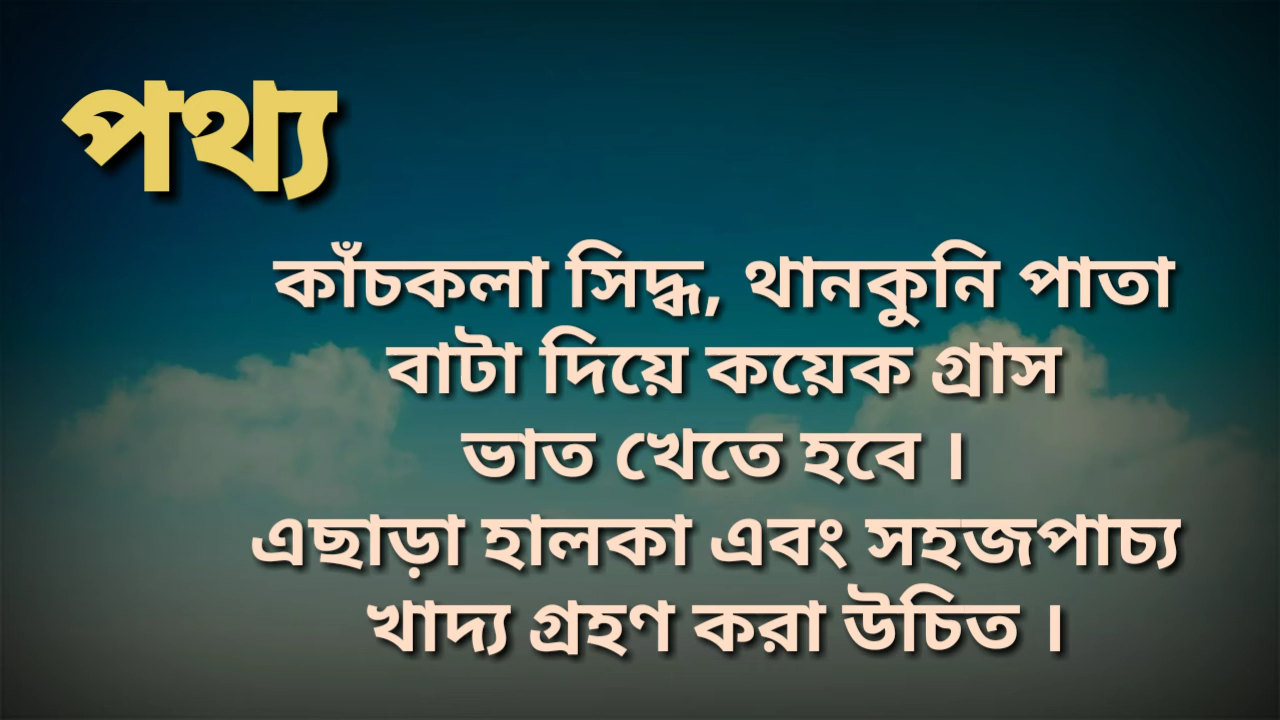 পথ্য
কাঁচকলা সিদ্ধ, থানকুনি পাতা
বাটা দিয়ে কয়েক গ্রাস
ভাত খেতে হবে ।
এছাড়া হালকা এবং সহজপাচ্য
খাদ্য গ্রহণ করা উচিত ।